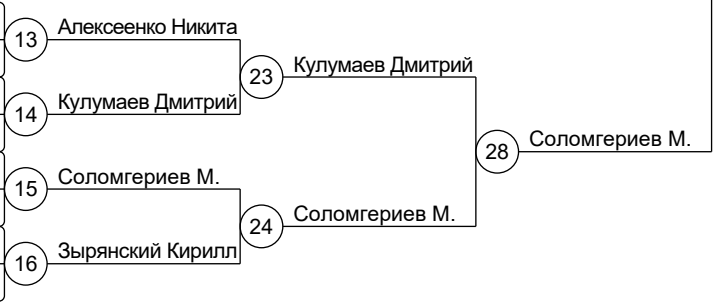 13 Алексеенко Никита
23 Кулумаев Дмитрий
14 Кулумаев Дмитрий
28 Соломгериев М.
15 Соломгериев М.
24 Соломгериев М.
16 Зырянский Кирилл